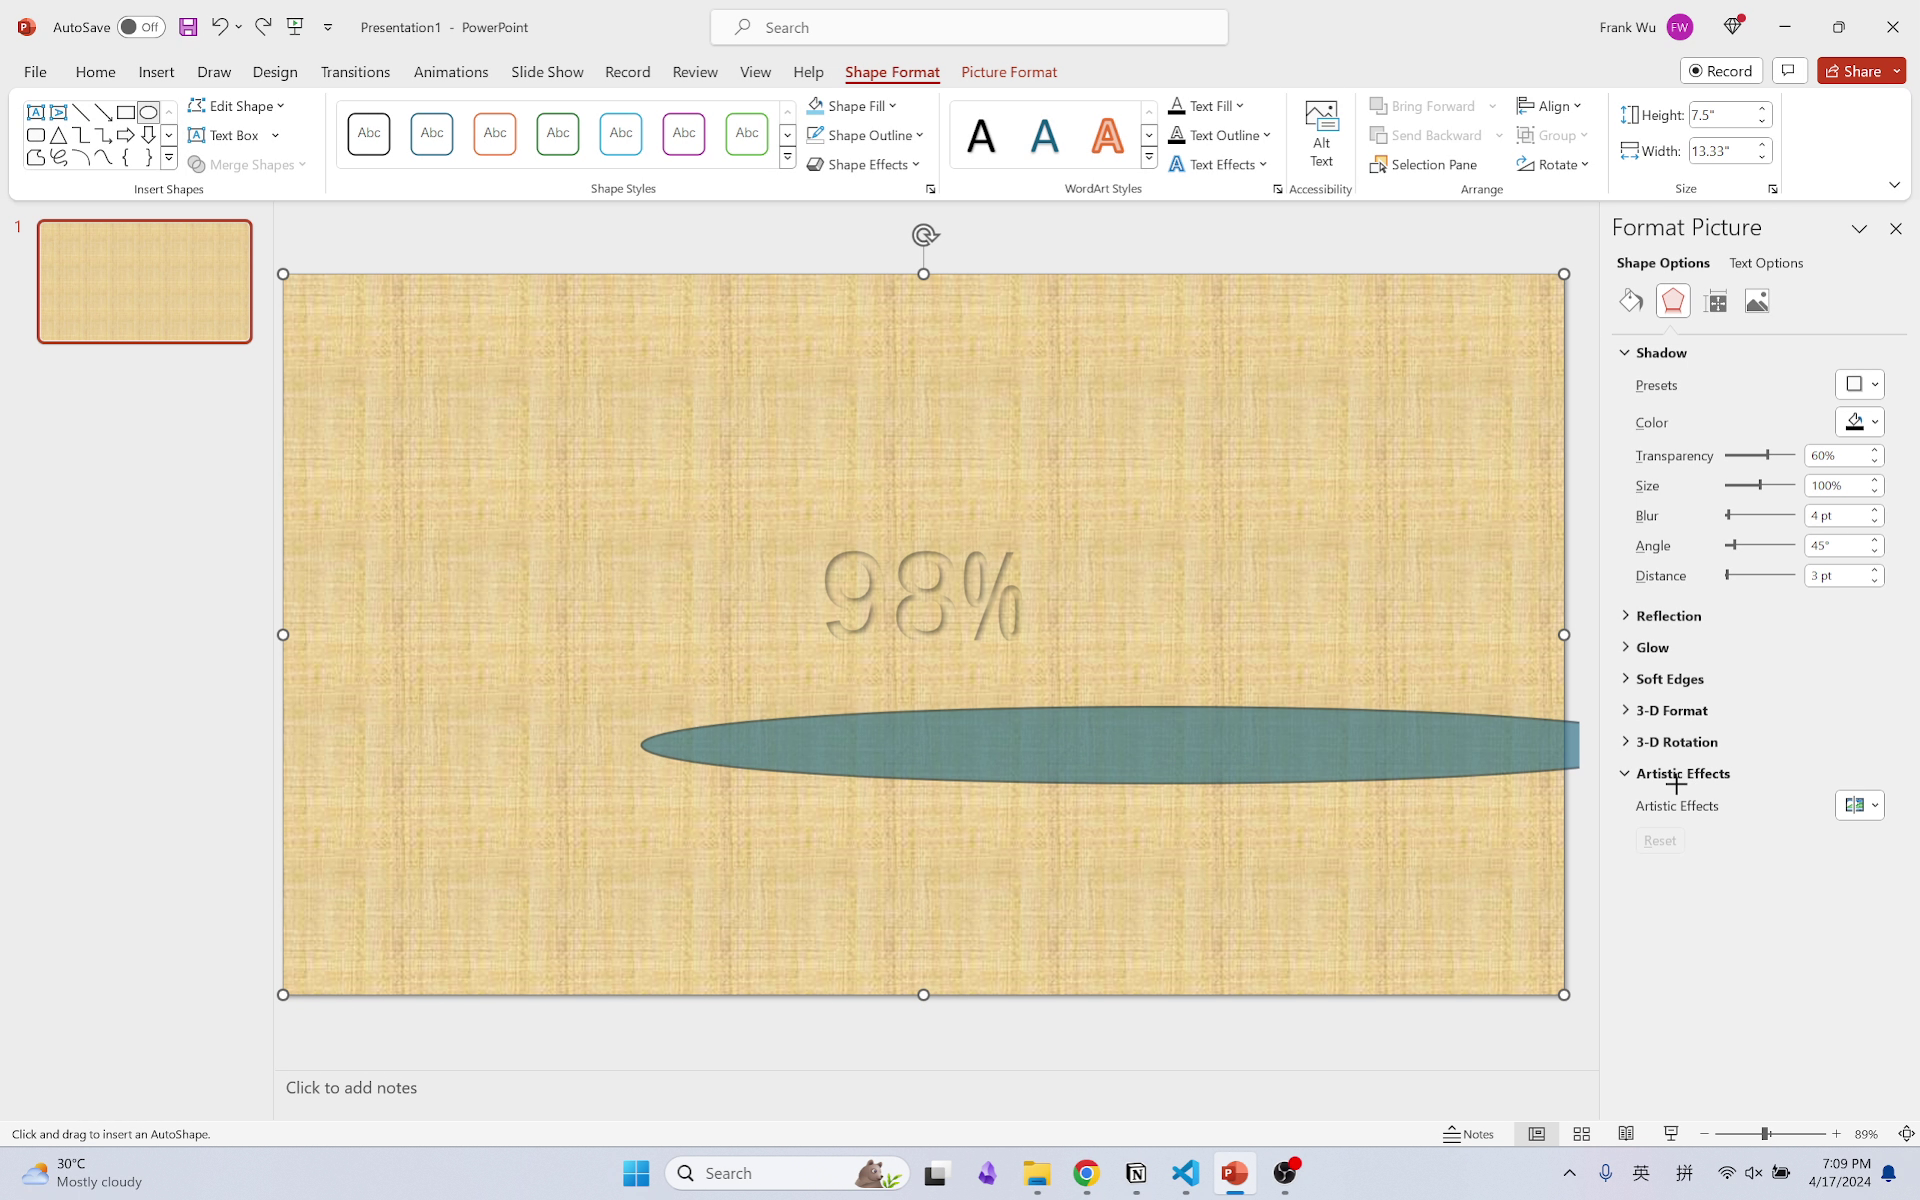 AutoSave Off Presentation1 - PowerPoint Search Frank Wu FW
File Home Insert Draw Design Transitions Animations Slide Show Record Review View Help Shape Format Picture Format Record Share
Edit Shape
Text Box
Merge Shapes
Insert Shapes
Abc Abc Abc Abc Abc Abc Abc
Shape Fill
Shape Outline
Shape Effects
Shape Styles
A A A
Text Fill
Text Outline
Text Effects
WordArt Styles
Alt
Text
Accessibility
Bring Forward
Send Backward
Selection Pane
Align
Group
Rotate
Arrange
Height: 7.5"
Width: 13.33"
Size
1
98%
Format Picture
Shape Options Text Options
Shadow
Presets
Color
Transparency 60%
Size 100%
Blur 4 pt
Angle 45°
Distance 3 pt
Reflection
Glow
Soft Edges
3-D Format
3-D Rotation
Artistic Effects
Artistic Effects
Reset
Click to add notes
Click and drag to insert an AutoShape.
Notes 89%
30°C
Mostly cloudy
Search
英 拼
7:09 PM
4/17/2024